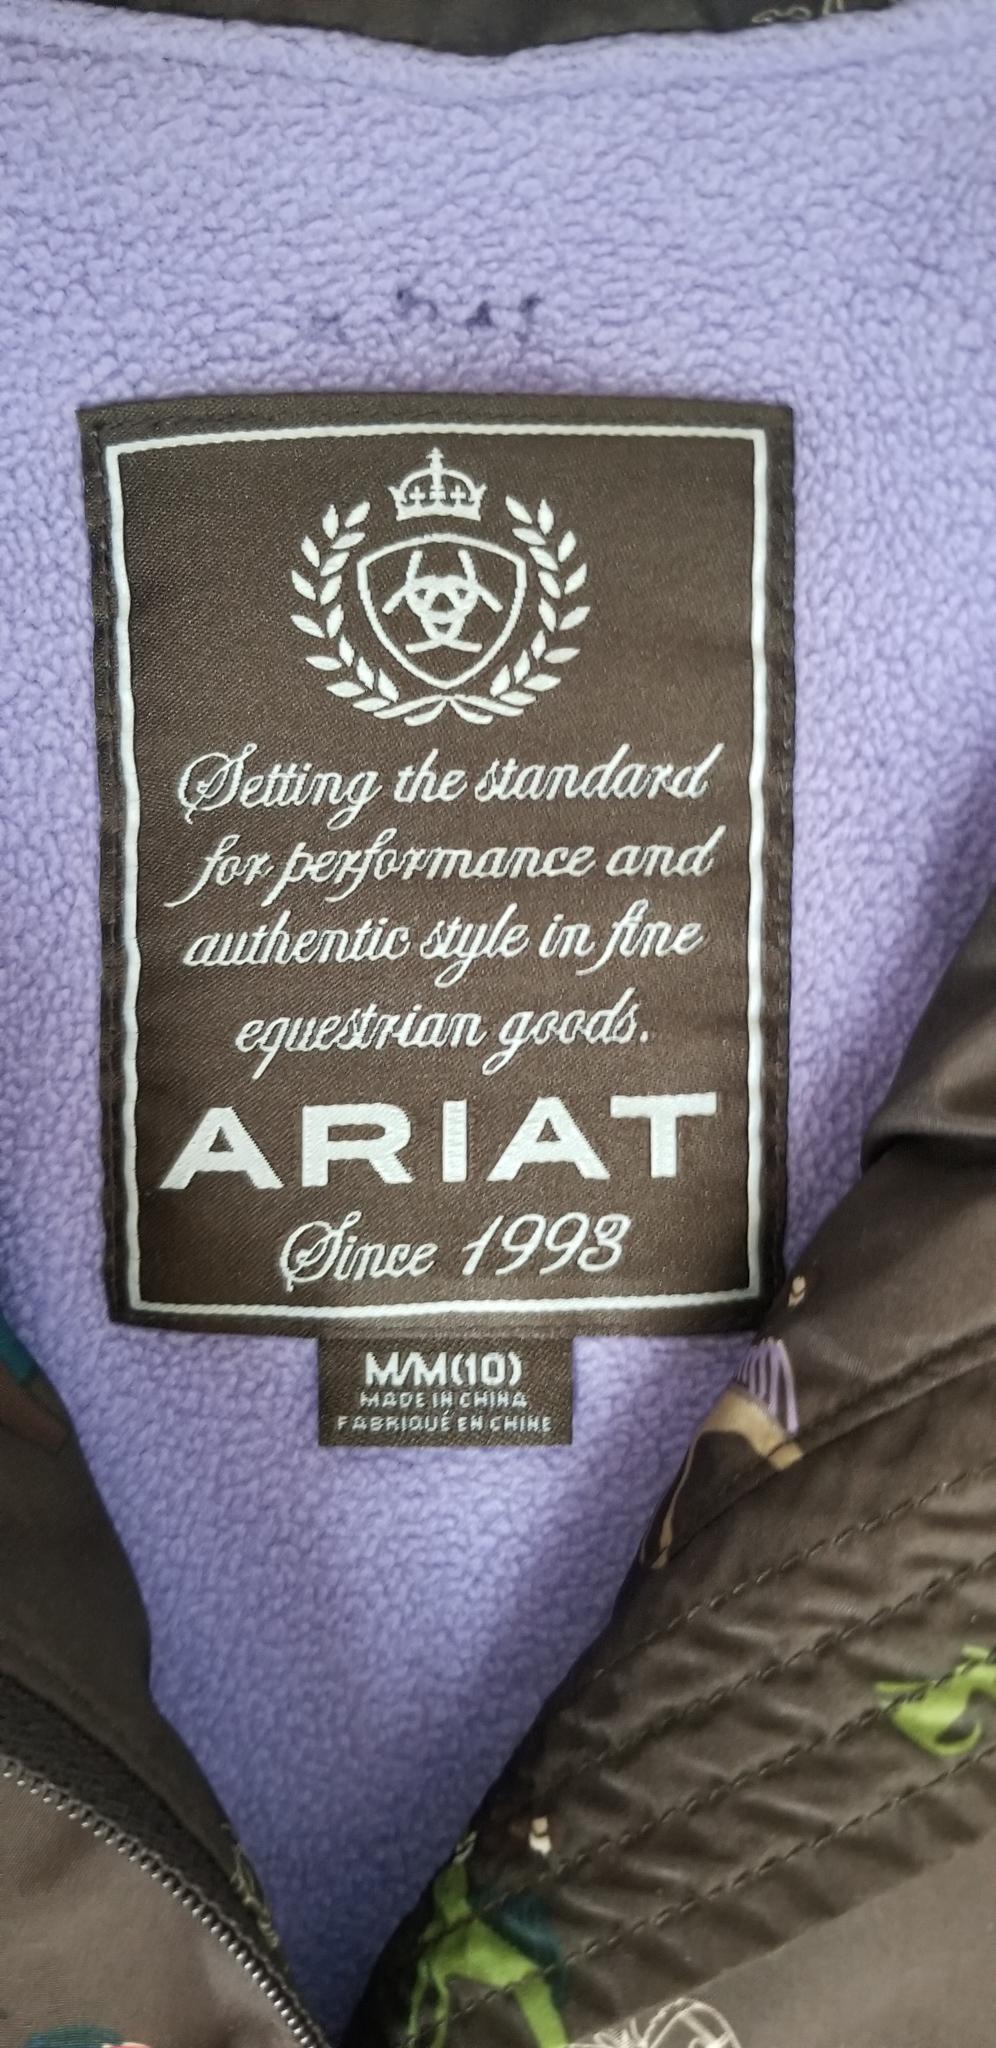 Setting the standard
for performance and
authentic style in fine
equestrian goods.
ARIAT
Since 1993
M/M(10)
MADE IN CHINA
FABRIQUÉ EN CHINE